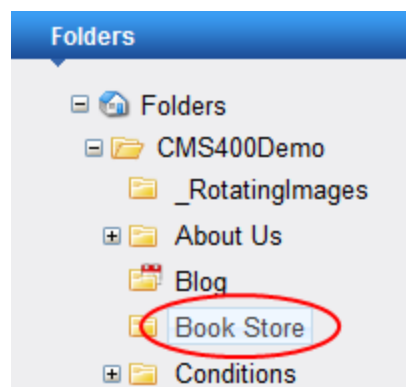 Folders
Folders
CMS400Demo
_RotatingImages
About Us
Blog
Book Store
Conditions